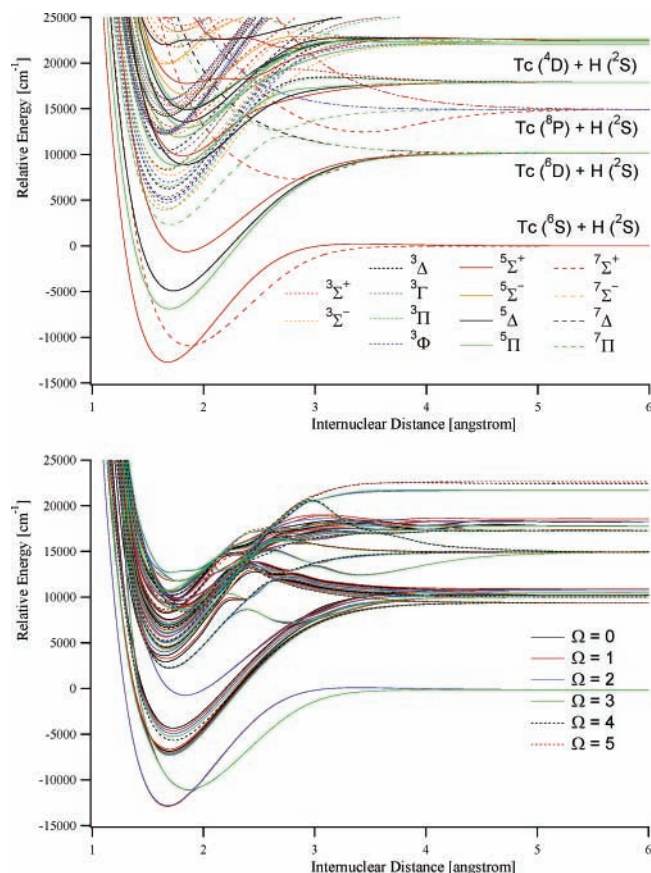 25000
20000
15000
10000
5000
0
-5000
-10000
-15000
Relative Energy [cm⁻¹]
Tc (⁴D) + H (²S)
Tc (⁸P) + H (²S)
Tc (⁶D) + H (²S)
Tc (⁶S) + H (²S)
³Σ⁺
³Σ⁻
³Δ
³Γ
³Π
³Φ
⁵Σ⁺
⁵Σ⁻
⁵Δ
⁵Π
⁷Σ⁺
⁷Σ⁻
⁷Δ
⁷Π
1 2 3 4 5 6
Internuclear Distance [angstrom]
25000
20000
15000
10000
5000
0
-5000
-10000
-15000
Relative Energy [cm⁻¹]
Ω = 0
Ω = 1
Ω = 2
Ω = 3
Ω = 4
Ω = 5
1 2 3 4 5 6
Internuclear Distance [angstrom]